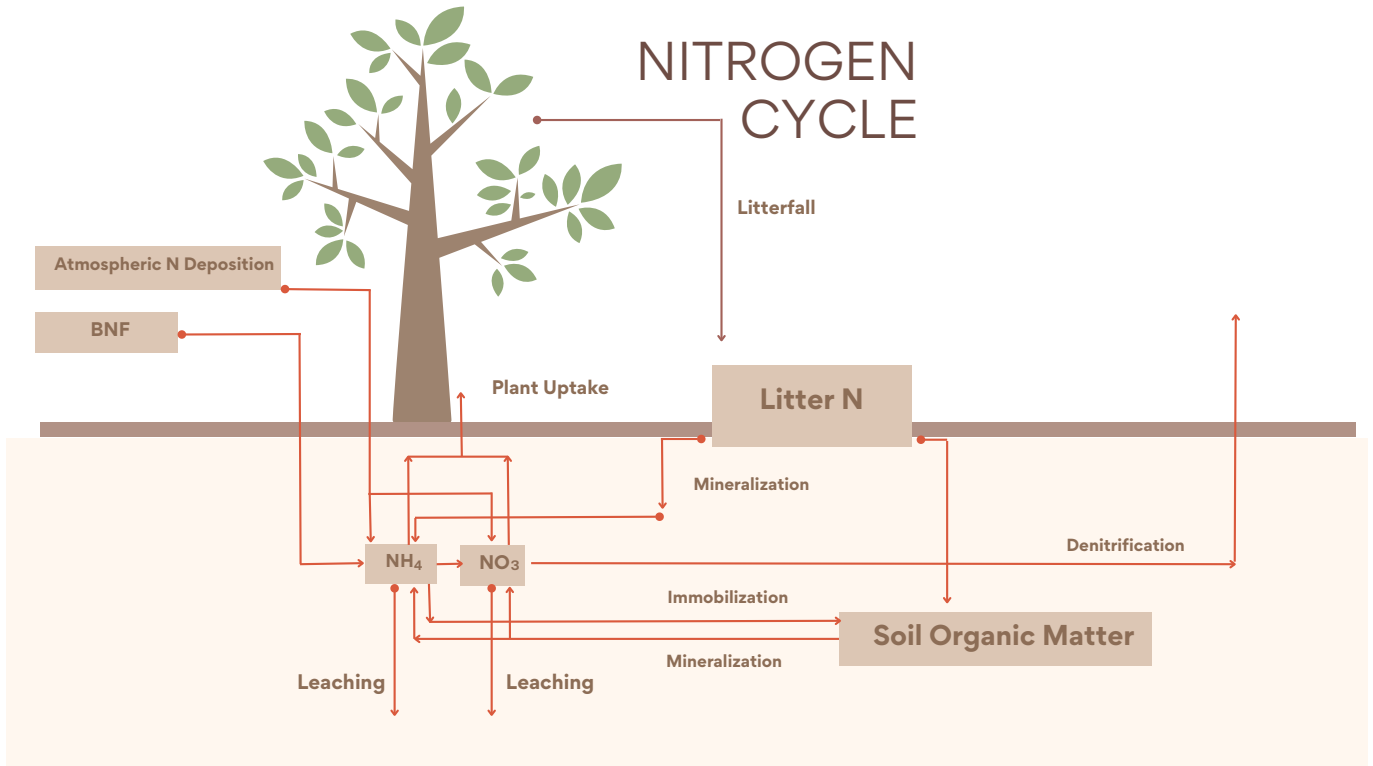 NITROGEN
CYCLE
Litterfall
Atmospheric N Deposition
BNF
Plant Uptake
Litter N
Mineralization
Denitrification
NH₄
NO₃
Immobilization
Soil Organic Matter
Mineralization
Leaching
Leaching